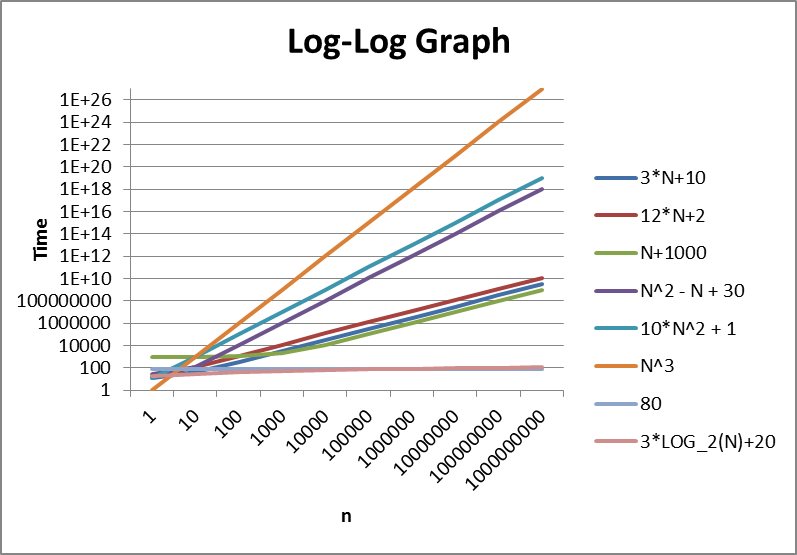 Log-Log Graph
1E+26
1E+24
1E+22
1E+20
1E+18
1E+16
1E+14
1E+12
1E+10
100000000
1000000
10000
100
1
Time
1
10
100
1000
10000
100000
1000000
10000000
100000000
1000000000
n
3*N+10
12*N+2
N+1000
N^2 - N + 30
10*N^2 + 1
N^3
80
3*LOG_2(N)+20